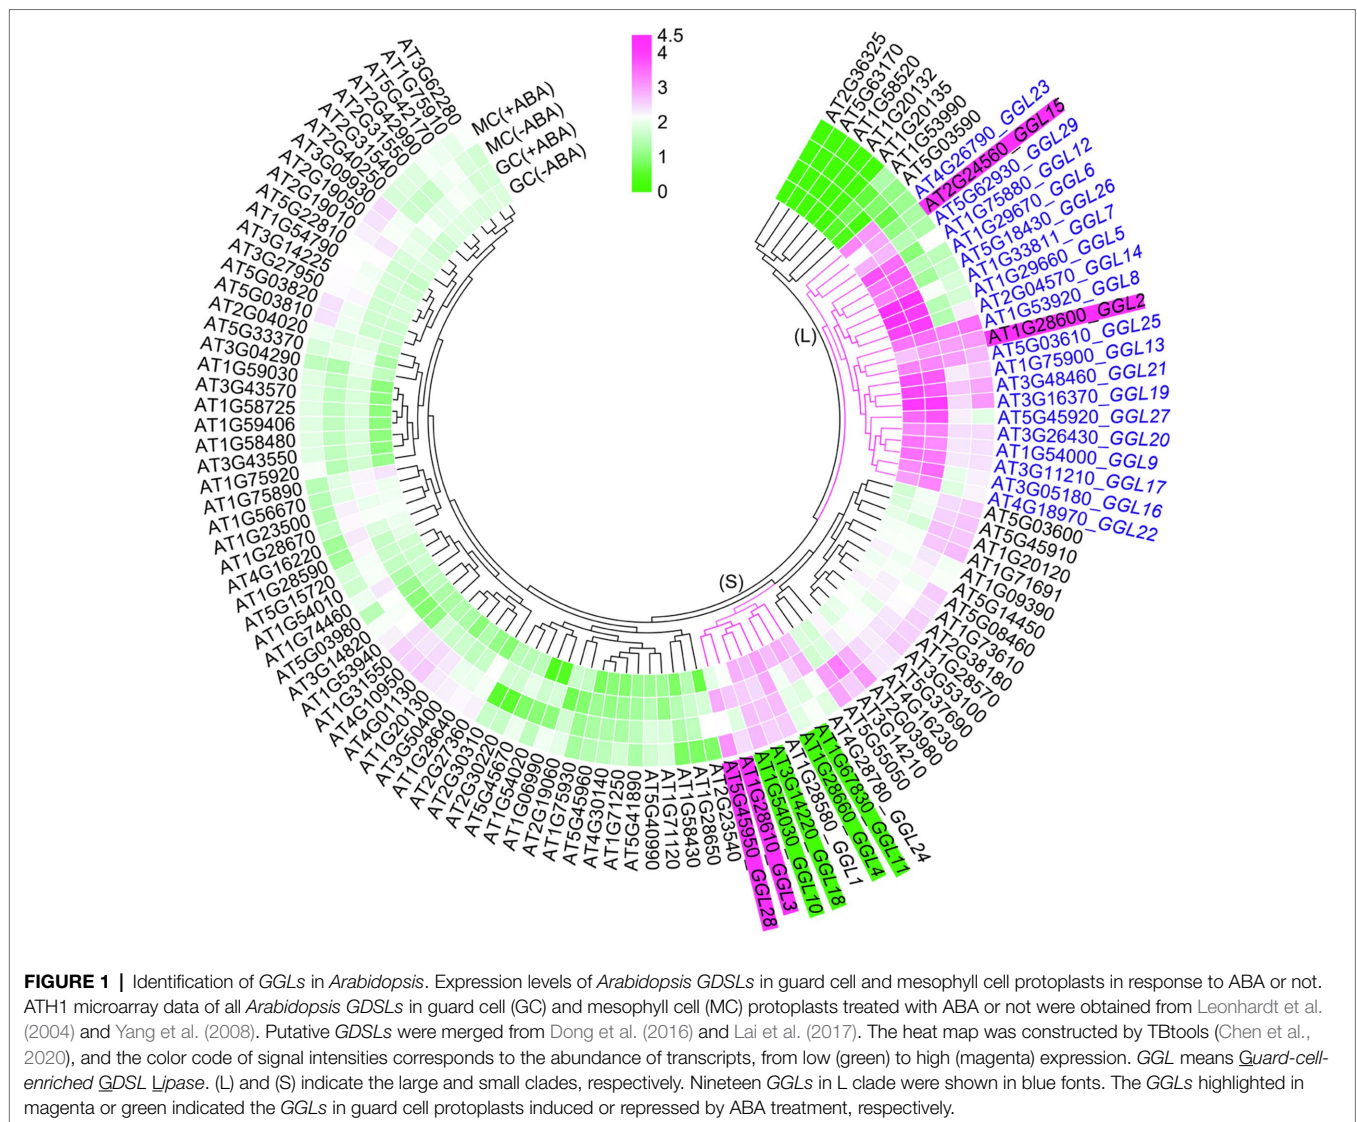 4.5
4
3
2
1
0
MC(+ABA)
MC(-ABA)
GC(+ABA)
GC(-ABA)
(L)
(S)
AT2G36325
AT5G63170
AT1G58520
AT1G20132
AT1G20135
AT1G53990
AT5G03590
AT4G26790_GGL23
AT2G24560_GGL15
AT5G62930_GGL29
AT1G75880_GGL12
AT1G29670_GGL6
AT5G18430_GGL26
AT1G33811_GGL7
AT1G29660_GGL5
AT2G04570_GGL14
AT1G53920_GGL8
AT1G28600_GGL2
AT5G03610_GGL25
AT1G75900_GGL13
AT3G48460_GGL21
AT3G16370_GGL19
AT5G45920_GGL27
AT3G26430_GGL20
AT1G54000_GGL9
AT3G11210_GGL17
AT3G05180_GGL16
AT4G18970_GGL22
AT5G03600
AT5G45910
AT1G20120
AT1G71691
AT1G09390
AT5G14450
AT5G08460
AT1G73610
AT2G38180
AT1G28570
AT3G53100
AT5G37690
AT4G16230
AT2G03980
AT3G14210
AT5G55050
AT4G28780_GGL24
AT1G67830_GGL11
AT1G28660_GGL4
AT1G28580_GGL1
AT3G14220_GGL18
AT1G54030_GGL10
AT1G28610_GGL3
AT5G45950_GGL28
AT2G23540
AT1G28650
AT1G58430
AT1G71120
AT5G40990
AT5G41890
AT1G71250
AT4G30140
AT5G45960
AT1G75930
AT2G19060
AT1G06990
AT1G54020
AT5G45670
AT2G30220
AT2G30310
AT2G27360
AT1G28640
AT3G50400
AT1G20130
AT4G01130
AT4G10950
AT1G31550
AT1G53940
AT3G14820
AT5G03980
AT1G74460
AT1G54010
AT5G15720
AT1G28590
AT4G16220
AT1G28670
AT1G23500
AT1G56670
AT1G75890
AT1G75920
AT3G43550
AT1G58480
AT1G59406
AT1G58725
AT3G43570
AT1G59030
AT3G04290
AT5G33370
AT2G04020
AT5G03810
AT5G03820
AT3G27950
AT3G14225
AT1G54790
AT5G22810
AT2G19010
AT2G19050
AT3G09930
AT2G40250
AT2G31540
AT2G31550
AT2G42990
AT5G42170
AT1G75910
AT3G62280
FIGURE 1 | Identification of GGLs in Arabidopsis. Expression levels of Arabidopsis GDSLs in guard cell and mesophyll cell protoplasts in response to ABA or not.
ATH1 microarray data of all Arabidopsis GDSLs in guard cell (GC) and mesophyll cell (MC) protoplasts treated with ABA or not were obtained from Leonhardt et al.
(2004) and Yang et al. (2008). Putative GDSLs were merged from Dong et al. (2016) and Lai et al. (2017). The heat map was constructed by TBtools (Chen et al.,
2020), and the color code of signal intensities corresponds to the abundance of transcripts, from low (green) to high (magenta) expression. GGL means Guard-cell-
enriched GDSL Lipase. (L) and (S) indicate the large and small clades, respectively. Nineteen GGLs in L clade were shown in blue fonts. The GGLs highlighted in
magenta or green indicated the GGLs in guard cell protoplasts induced or repressed by ABA treatment, respectively.